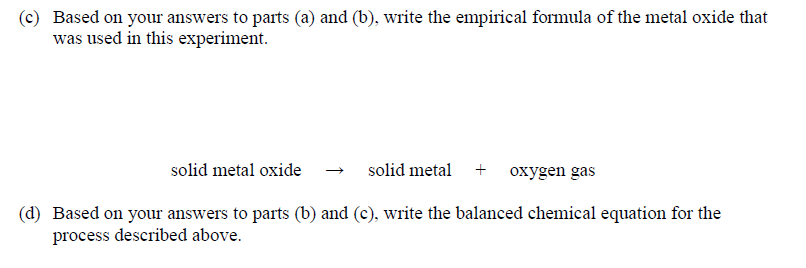 (c) Based on your answers to parts (a) and (b), write the empirical formula of the metal oxide that
was used in this experiment.
solid metal oxide → solid metal + oxygen gas
(d) Based on your answers to parts (b) and (c), write the balanced chemical equation for the
process described above.